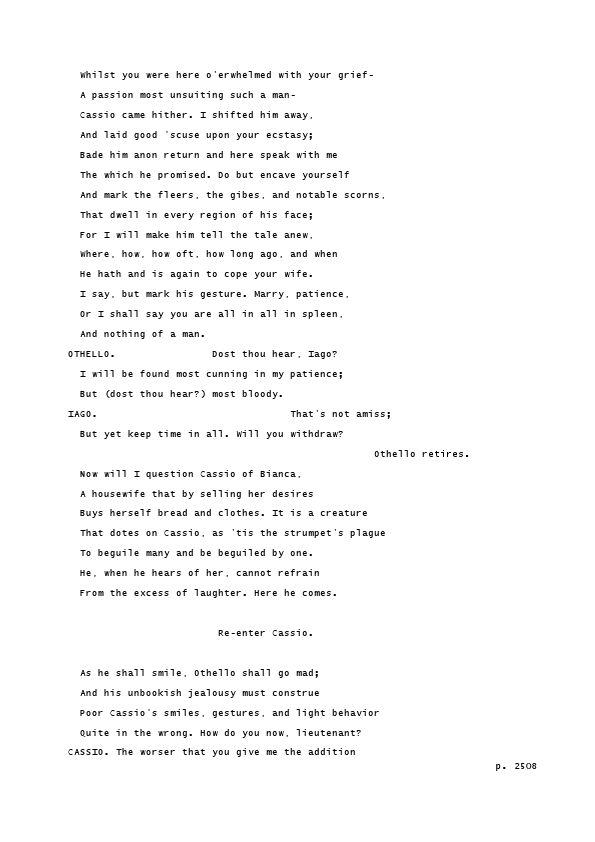 Whilst you were here o'erwhelmed with your grief-
A passion most unsuiting such a man-
Cassio came hither. I shifted him away,
And laid good 'scuse upon your ecstasy;
Bade him anon return and here speak with me
The which he promised. Do but encave yourself
And mark the fleers, the gibes, and notable scorns,
That dwell in every region of his face;
For I will make him tell the tale anew,
Where, how, how oft, how long ago, and when
He hath and is again to cope your wife.
I say, but mark his gesture. Marry, patience,
Or I shall say you are all in all in spleen,
And nothing of a man.
OTHELLO. Dost thou hear, Iago?
I will be found most cunning in my patience;
But (dost thou hear?) most bloody.
IAGO. That's not amiss;
But yet keep time in all. Will you withdraw?
Othello retires.
Now will I question Cassio of Bianca,
A housewife that by selling her desires
Buys herself bread and clothes. It is a creature
That dotes on Cassio, as 'tis the strumpet's plague
To beguile many and be beguiled by one.
He, when he hears of her, cannot refrain
From the excess of laughter. Here he comes.
Re-enter Cassio.
As he shall smile, Othello shall go mad;
And his unbookish jealousy must construe
Poor Cassio's smiles, gestures, and light behavior
Quite in the wrong. How do you now, lieutenant?
CASSIO. The worser that you give me the addition
p. 2508